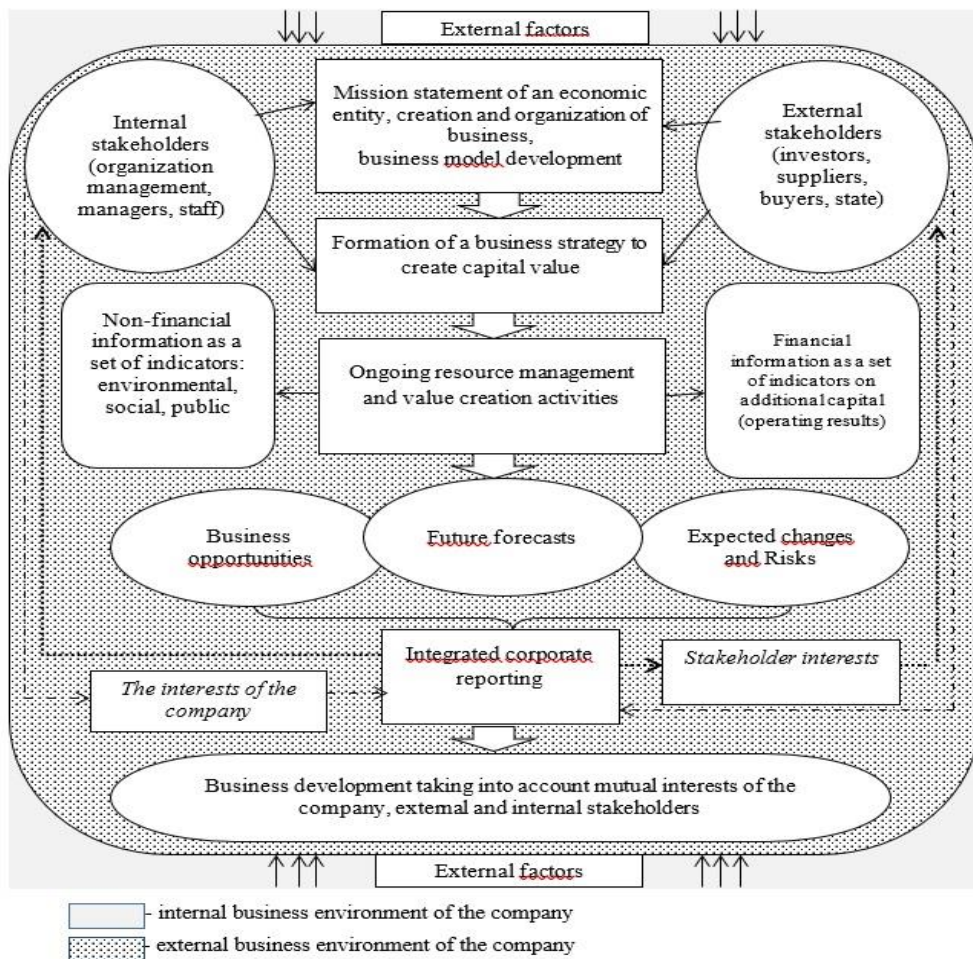 External factors
Internal
stakeholders
(organization
management,
managers, staff)
Mission statement of an economic
entity, creation and organization of
business,
business model development
External
stakeholders
(investors,
suppliers,
buyers, state)
Formation of a business strategy to
create capital value
Non-financial
information as a
set of indicators:
environmental,
social, public
Ongoing resource management
and value creation activities
Financial
information as a set
of indicators on
additional capital
(operating results)
Business
opportunities
Future forecasts
Expected changes
and Risks
Integrated corporate
reporting
Stakeholder interests
The interests of the
company
Business development taking into account mutual interests of the
company, external and internal stakeholders
External factors
- internal business environment of the company
- external business environment of the company